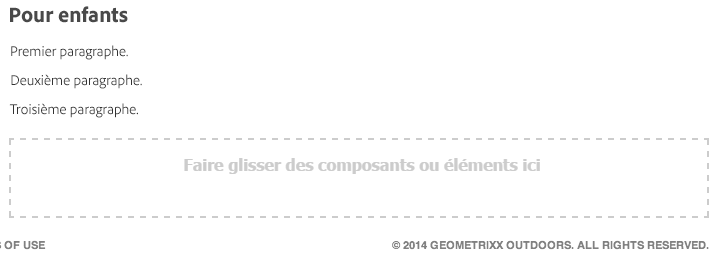 Pour enfants
Premier paragraphe.
Deuxième paragraphe.
Troisième paragraphe.
Faire glisser des composants ou éléments ici
OF USE
© 2014 GEOMETRIXX OUTDOORS. ALL RIGHTS RESERVED.